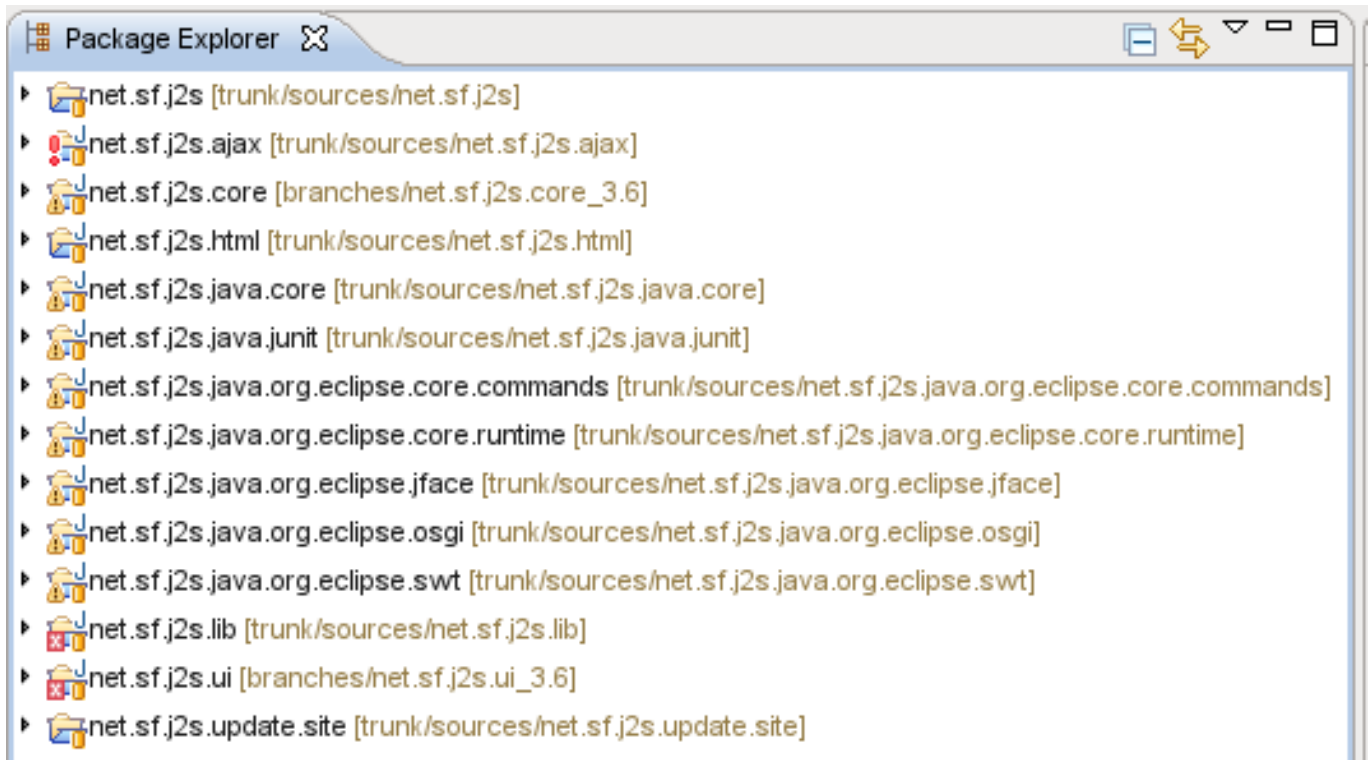 Package Explorer
net.sf.j2s [trunk/sources/net.sf.j2s]
net.sf.j2s.ajax [trunk/sources/net.sf.j2s.ajax]
net.sf.j2s.core [branches/net.sf.j2s.core_3.6]
net.sf.j2s.html [trunk/sources/net.sf.j2s.html]
net.sf.j2s.java.core [trunk/sources/net.sf.j2s.java.core]
net.sf.j2s.java.junit [trunk/sources/net.sf.j2s.java.junit]
net.sf.j2s.java.org.eclipse.core.commands [trunk/sources/net.sf.j2s.java.org.eclipse.core.commands]
net.sf.j2s.java.org.eclipse.core.runtime [trunk/sources/net.sf.j2s.java.org.eclipse.core.runtime]
net.sf.j2s.java.org.eclipse.jface [trunk/sources/net.sf.j2s.java.org.eclipse.jface]
net.sf.j2s.java.org.eclipse.osgi [trunk/sources/net.sf.j2s.java.org.eclipse.osgi]
net.sf.j2s.java.org.eclipse.swt [trunk/sources/net.sf.j2s.java.org.eclipse.swt]
net.sf.j2s.lib [trunk/sources/net.sf.j2s.lib]
net.sf.j2s.ui [branches/net.sf.j2s.ui_3.6]
net.sf.j2s.update.site [trunk/sources/net.sf.j2s.update.site]